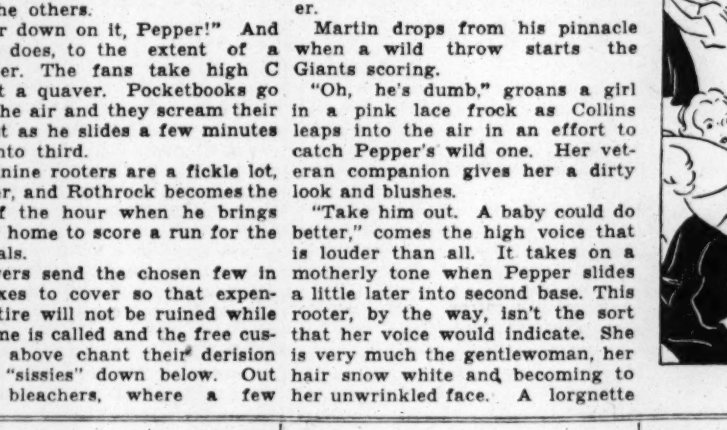 he others.
r down on it, Pepper!" And
does, to the extent of a
er. The fans take high C
t a quaver. Pocketbooks go
he air and they scream their
t as he slides a few minutes
nto third.
nine rooters are a fickle lot,
r, and Rothrock becomes the
f the hour when he brings
home to score a run for the
als.
ers send the chosen few in
xes to cover so that expen-
tire will not be ruined while
me is called and the free cus-
above chant their derision
"sissies" down below. Out
bleachers, where a few
er.
Martin drops from his pinnacle
when a wild throw starts the
Giants scoring.
"Oh, he's dumb," groans a girl
in a pink lace frock as Collins
leaps into the air in an effort to
catch Pepper's wild one. Her vet-
eran companion gives her a dirty
look and blushes.
"Take him out. A baby could do
better," comes the high voice that
is louder than all. It takes on a
motherly tone when Pepper slides
a little later into second base. This
rooter, by the way, isn't the sort
that her voice would indicate. She
is very much the gentlewoman, her
hair snow white and becoming to
her unwrinkled face. A lorgnette